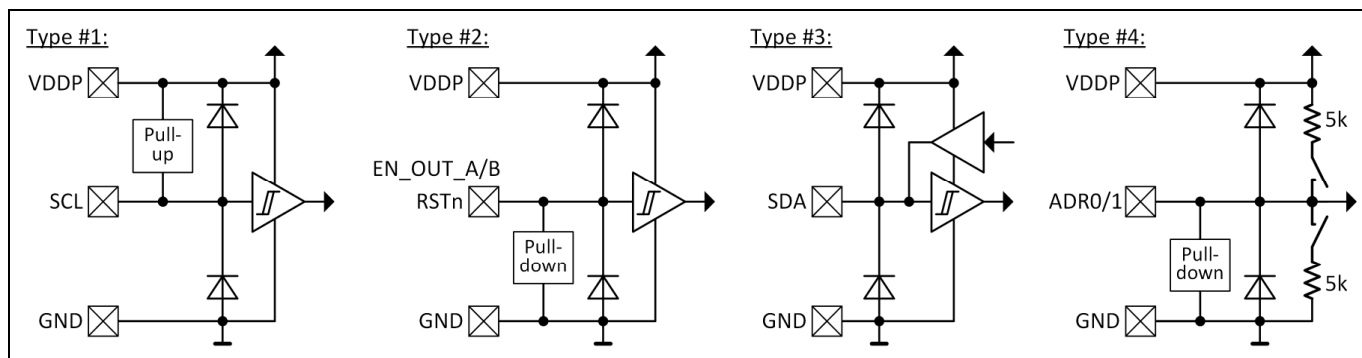 Type #1:
VDDP
Pull-
up
SCL
GND
Type #2:
VDDP
EN_OUT_A/B
RSTn
Pull-
down
GND
Type #3:
VDDP
SDA
GND
Type #4:
VDDP
5k
ADR0/1
Pull-
down
5k
GND